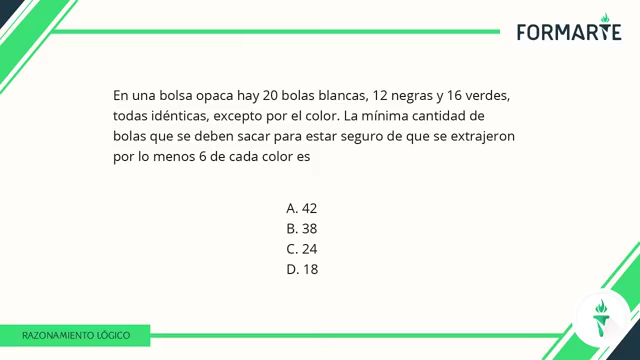 FORMARTE
En una bolsa opaca hay 20 bolas blancas, 12 negras y 16 verdes,
todas idénticas, excepto por el color. La mínima cantidad de
bolas que se deben sacar para estar seguro de que se extrajeron
por lo menos 6 de cada color es
A. 42
B. 38
C. 24
D. 18
RAZONAMIENTO LÓGICO